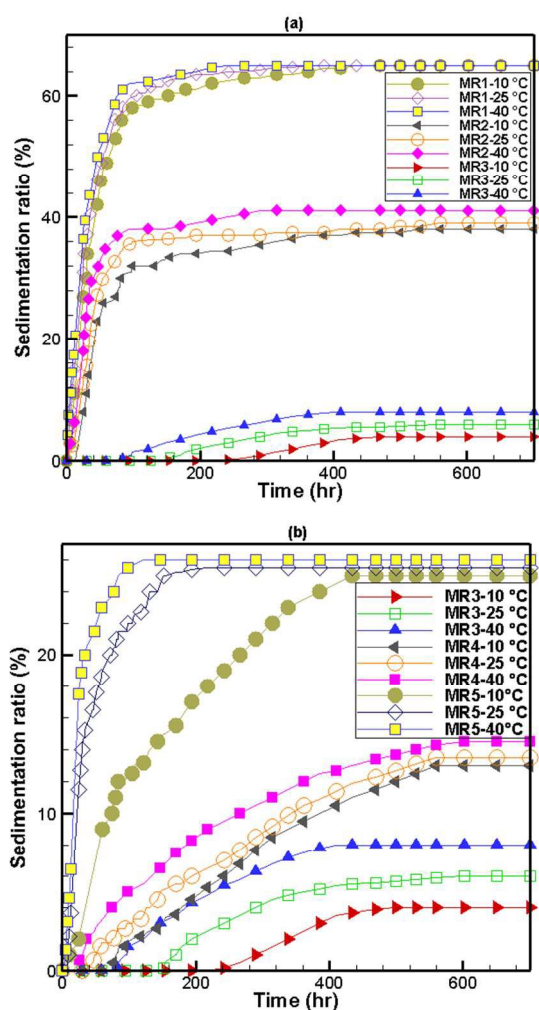 (a)
60
40
20
0
Sedimentation ratio (%)
MR1-10 °C
MR1-25 °C
MR1-40 °C
MR2-10 °C
MR2-25 °C
MR2-40 °C
MR3-10 °C
MR3-25 °C
MR3-40 °C
0 200 400 600
Time (hr)
(b)
20
10
0
Sedimentation ratio (%)
MR3-10 °C
MR3-25 °C
MR3-40 °C
MR4-10 °C
MR4-25 °C
MR4-40 °C
MR5-10°C
MR5-25 °C
MR5-40°C
0 200 400 600
Time (hr)